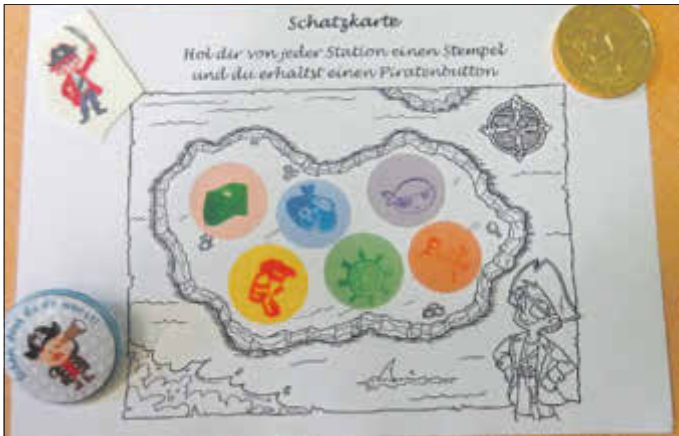 Schatzkarte
Hol dir von jeder Station einen Stempel
und du erhältst einen Piratenbutton